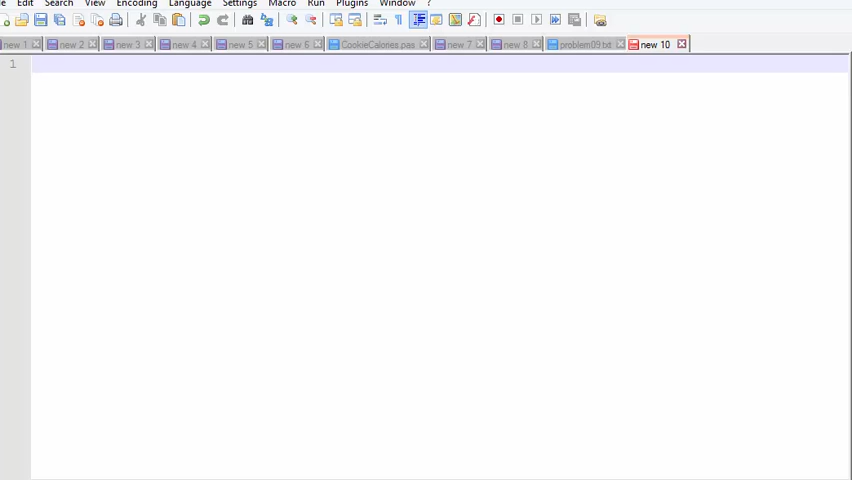 Edit Search View Encoding Language Settings Macro Run Plugins Window ?
new 1 new 2 new 3 new 4 new 5 new 6 CookieCalories.pas new 7 new 8 problem09.txt new 10
1